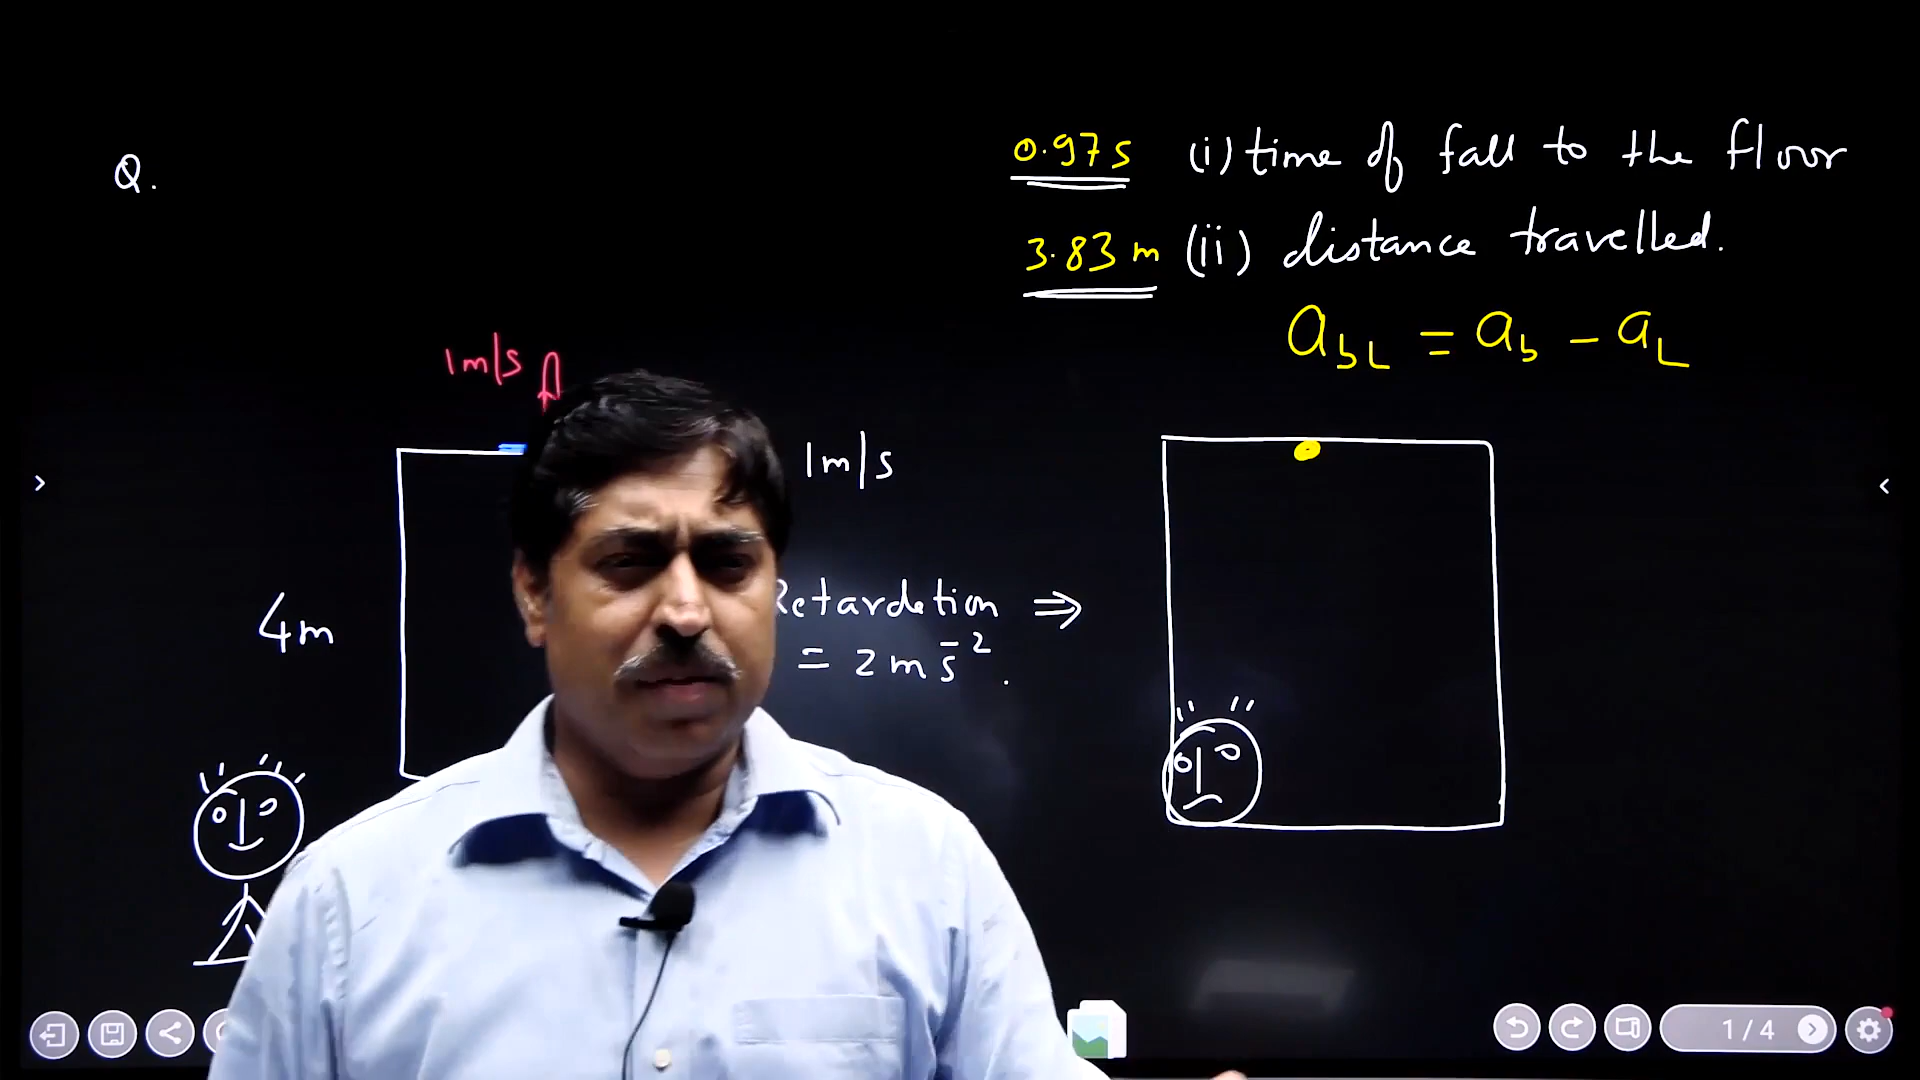 Q.
0.97 s (i) time of fall to the floor
3.83 m (ii) distance travelled.
a_bL = a_b - a_L
1m/s
1m/s
4m
Retardetion ⇒
= 2 m s^-2 .
1 / 4